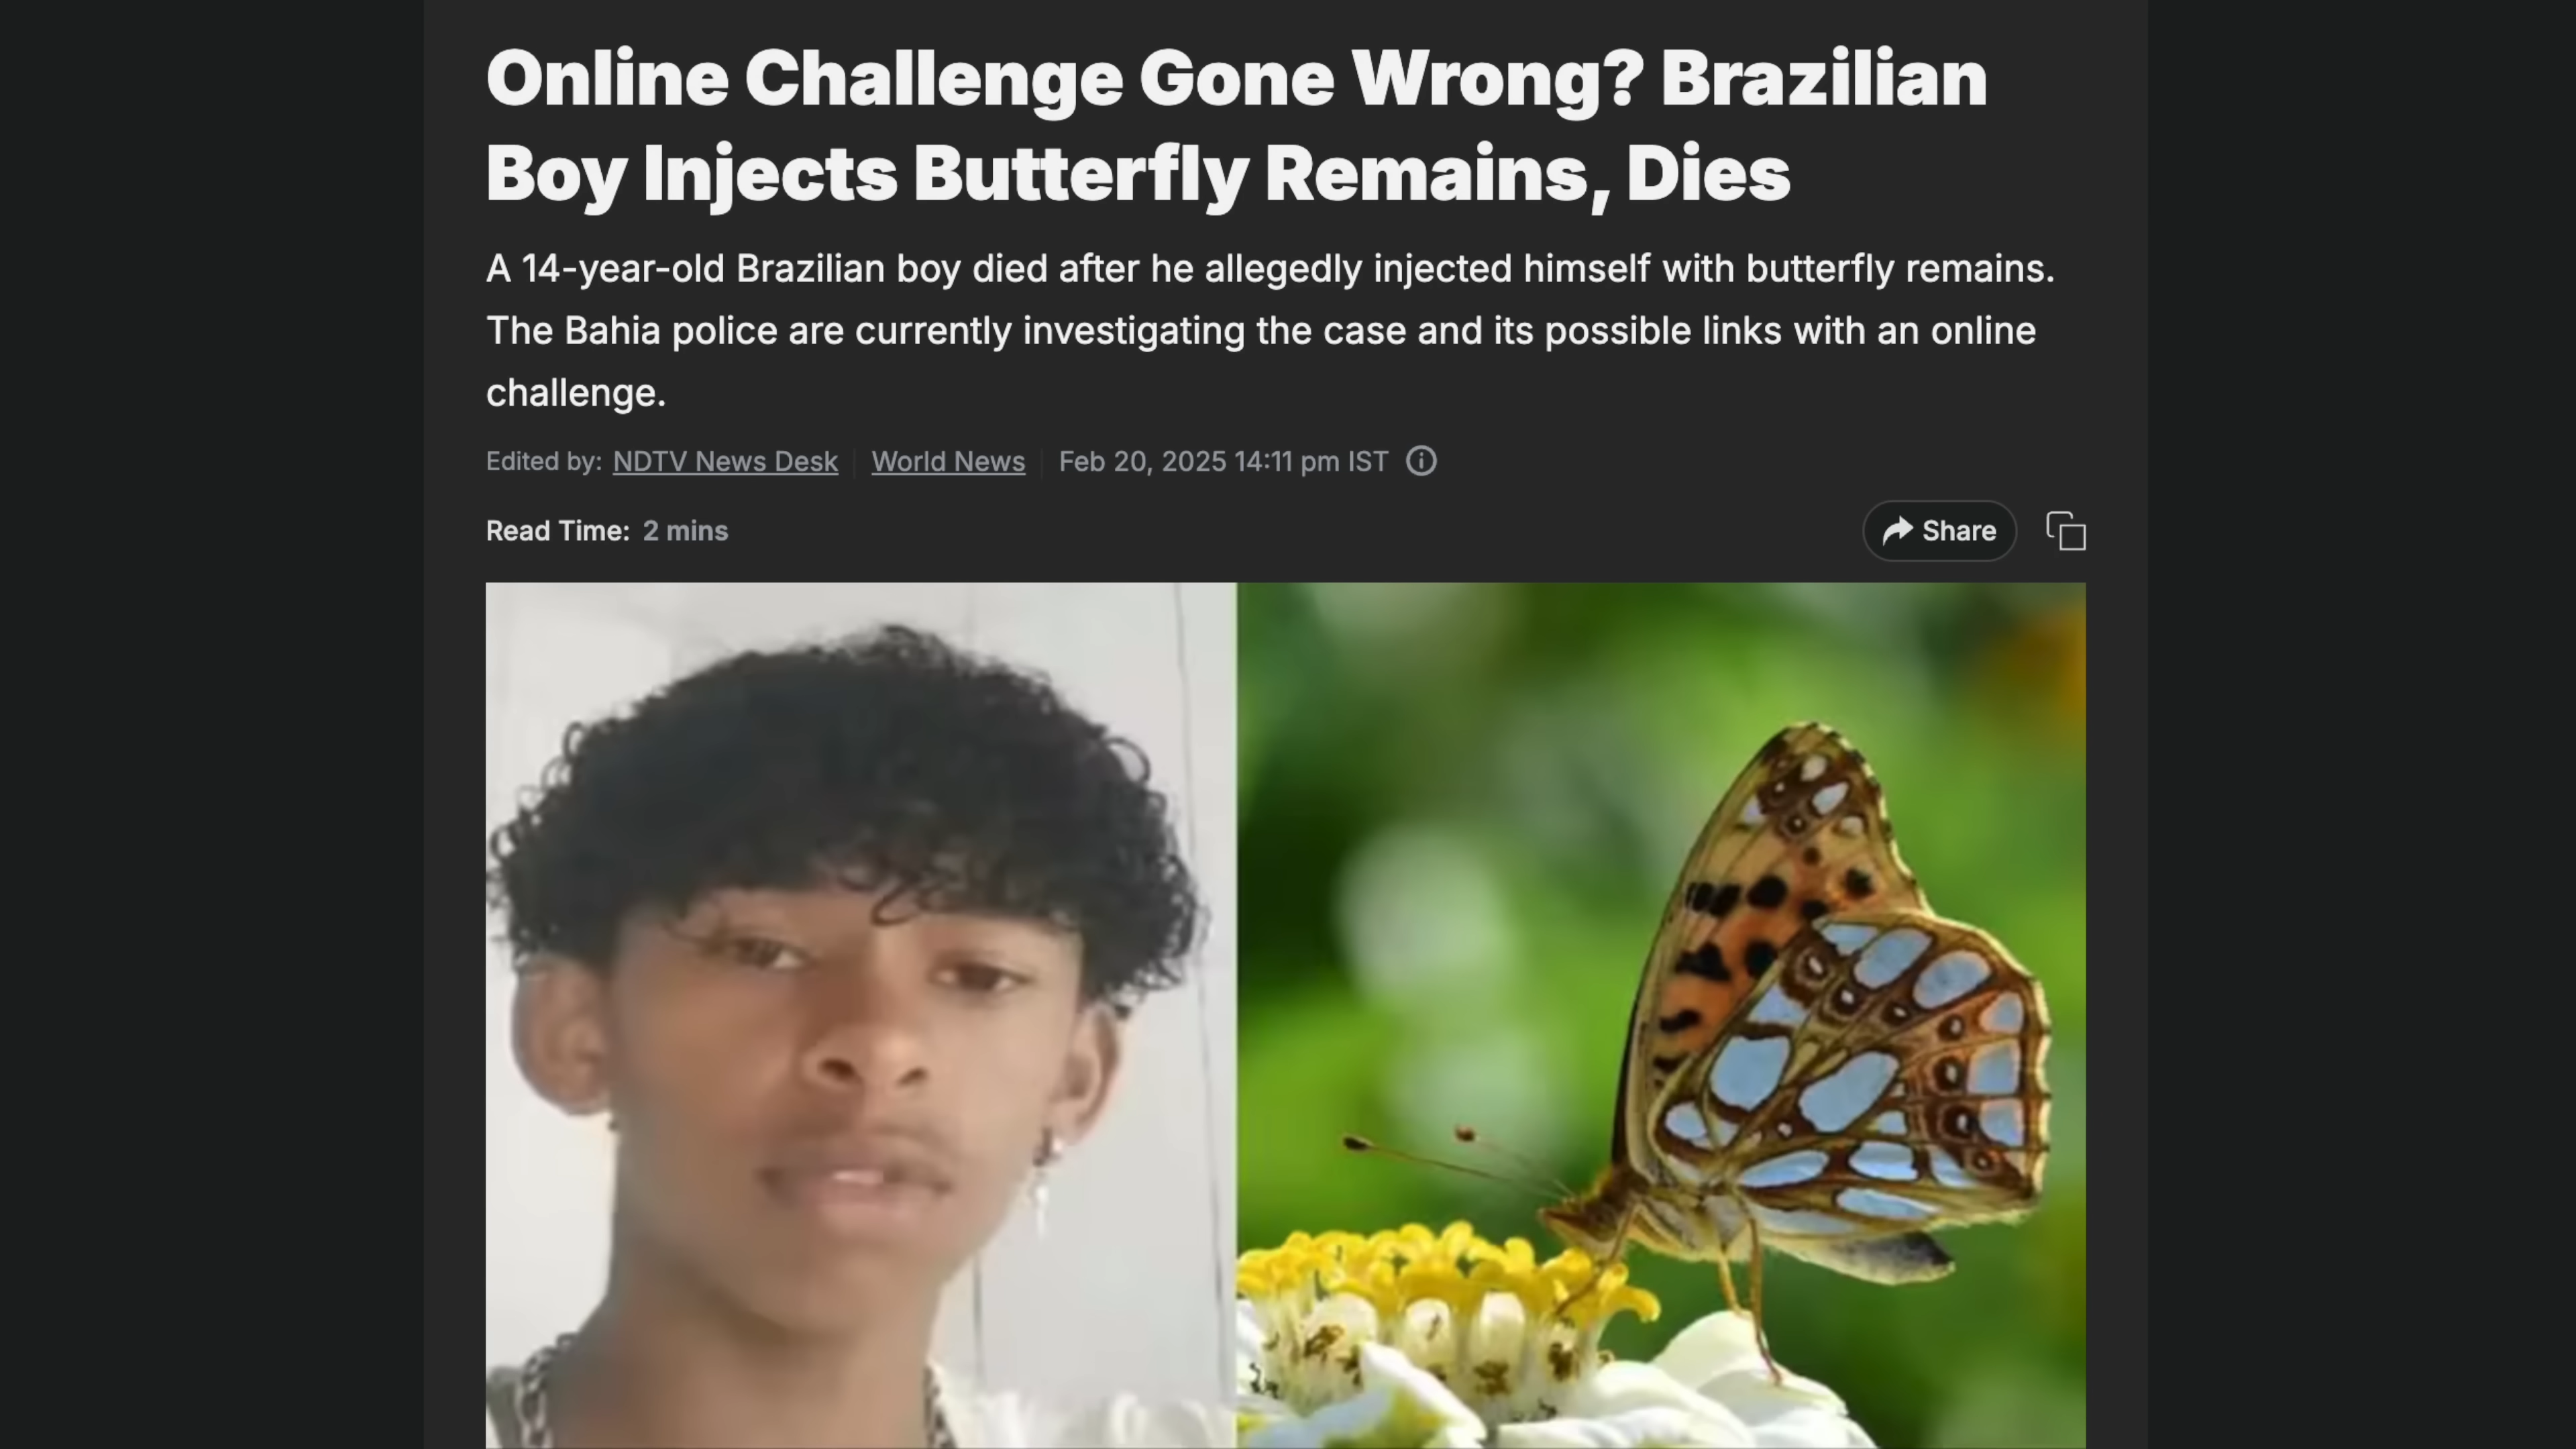 Online Challenge Gone Wrong? Brazilian
Boy Injects Butterfly Remains, Dies
A 14-year-old Brazilian boy died after he allegedly injected himself with butterfly remains.
The Bahia police are currently investigating the case and its possible links with an online
challenge.
Edited by: NDTV News Desk World News Feb 20, 2025 14:11 pm IST
Read Time: 2 mins
Share